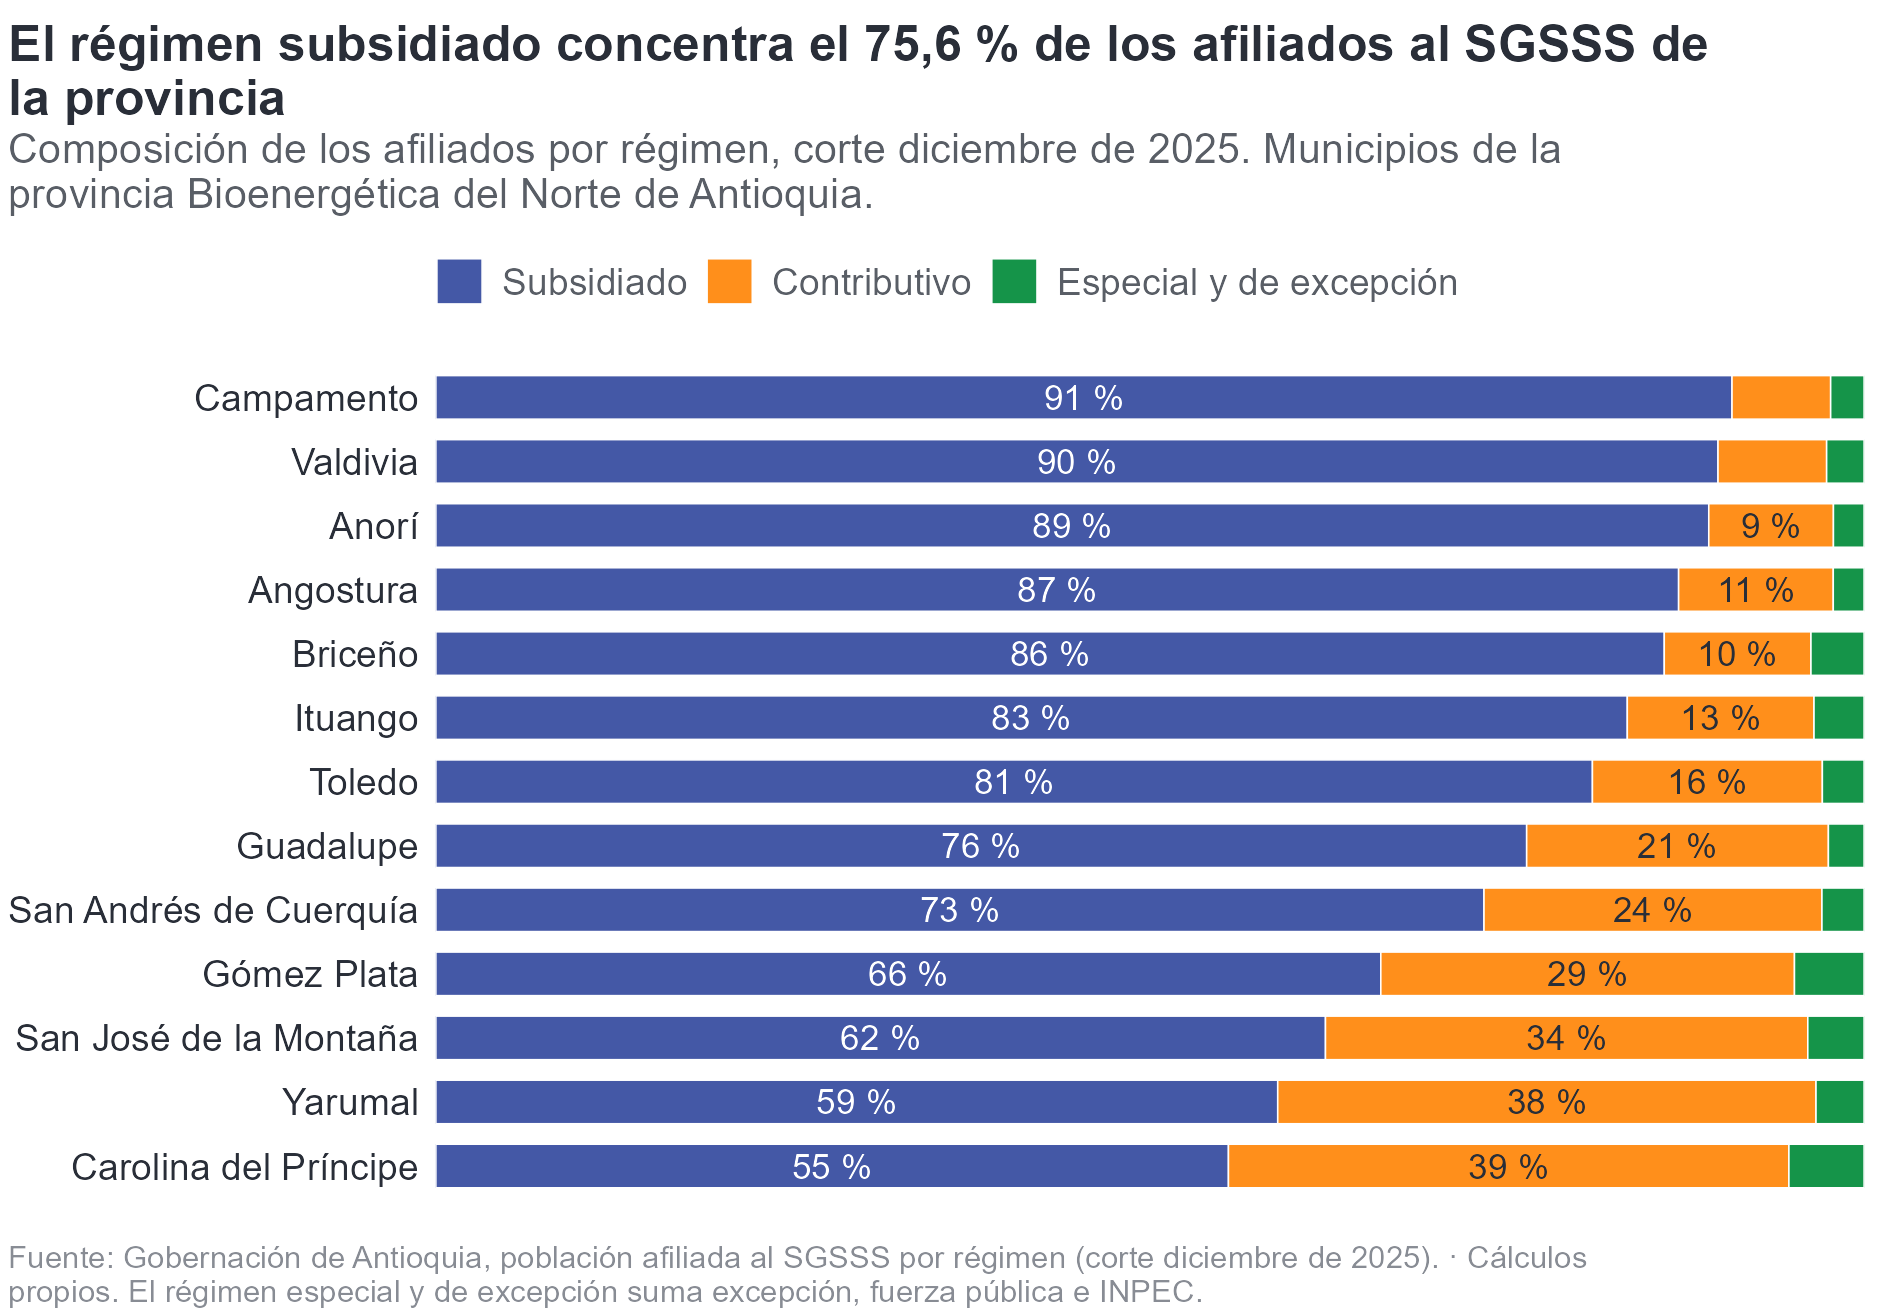 El régimen subsidiado concentra el 75,6 % de los afiliados al SGSSS de
la provincia
Composición de los afiliados por régimen, corte diciembre de 2025. Municipios de la
provincia Bioenergética del Norte de Antioquia.
Subsidiado Contributivo Especial y de excepción
Campamento 91 %
Valdivia 90 %
Anorí 89 % 9 %
Angostura 87 % 11 %
Briceño 86 % 10 %
Ituango 83 % 13 %
Toledo 81 % 16 %
Guadalupe 76 % 21 %
San Andrés de Cuerquía 73 % 24 %
Gómez Plata 66 % 29 %
San José de la Montaña 62 % 34 %
Yarumal 59 % 38 %
Carolina del Príncipe 55 % 39 %
Fuente: Gobernación de Antioquia, población afiliada al SGSSS por régimen (corte diciembre de 2025). · Cálculos
propios. El régimen especial y de excepción suma excepción, fuerza pública e INPEC.